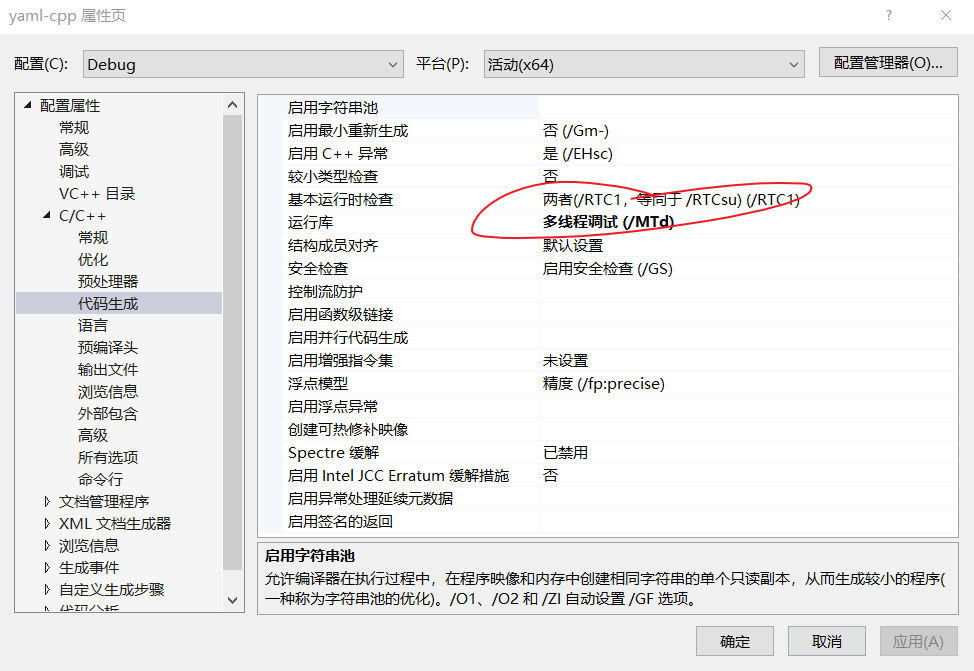 yaml-cpp 属性页
配置(C): Debug 平台(P): 活动(x64) 配置管理器(O)...
配置属性
常规
高级
调试
VC++ 目录
C/C++
常规
优化
预处理器
代码生成
语言
预编译头
输出文件
浏览信息
外部包含
高级
所有选项
命令行
文档管理程序
XML 文档生成器
浏览信息
生成事件
自定义生成步骤
代码分析
启用字符串池
启用最小重新生成 否 (/Gm-)
启用 C++ 异常 是 (/EHsc)
较小类型检查 否
基本运行时检查 两者(/RTC1，等同于 /RTCsu) (/RTC1)
运行库 多线程调试 (/MTd)
结构成员对齐 默认设置
安全检查 启用安全检查 (/GS)
控制流防护
启用函数级链接
启用并行代码生成
启用增强指令集 未设置
浮点模型 精度 (/fp:precise)
启用浮点异常
创建可热修补映像
Spectre 缓解 已禁用
启用 Intel JCC Erratum 缓解措施 否
启用异常处理延续元数据
启用签名的返回
启用字符串池
允许编译器在执行过程中，在程序映像和内存中创建相同字符串的单个只读副本，从而生成较小的程序(
一种称为字符串池的优化)。/O1、/O2 和 /ZI 自动设置 /GF 选项。
确定 取消 应用(A)